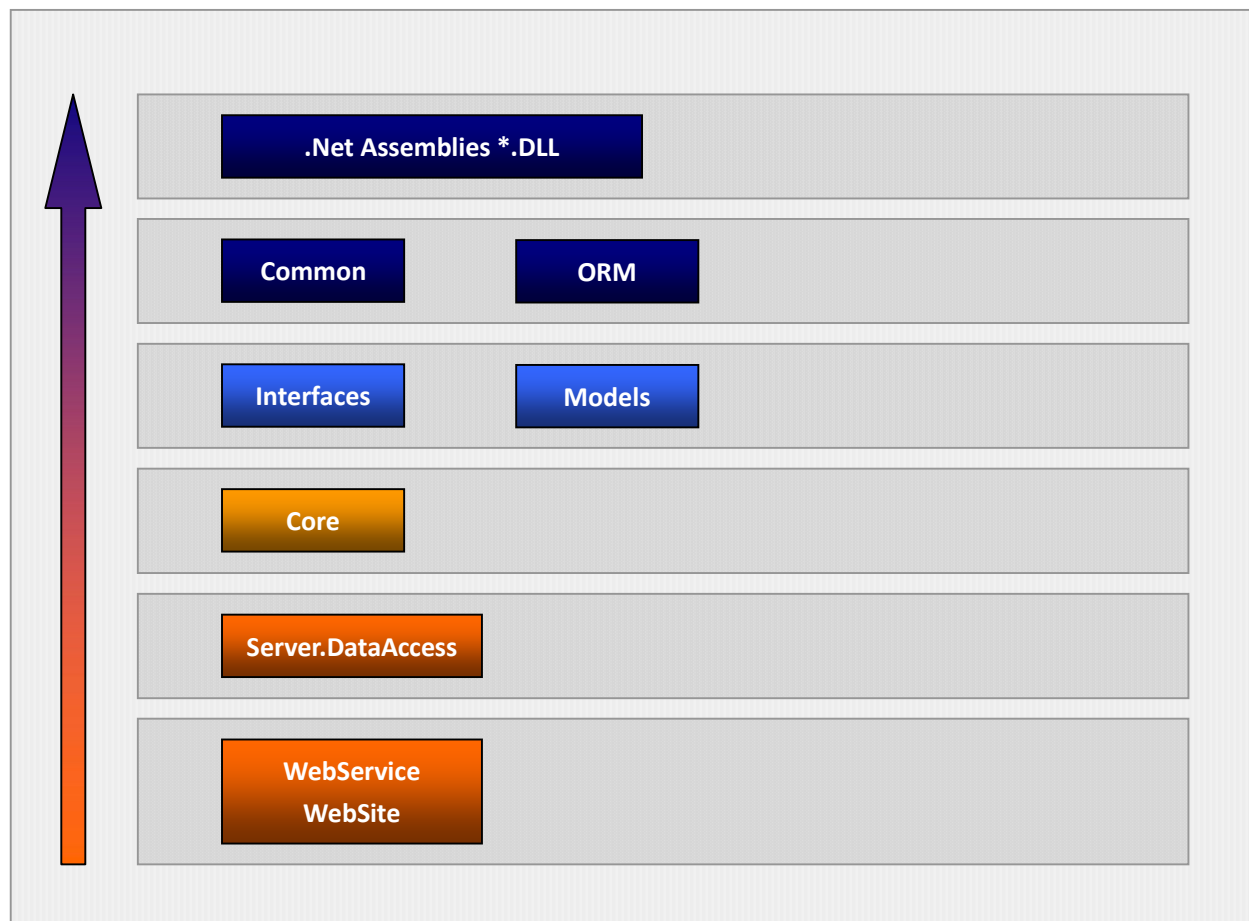 .Net Assemblies *.DLL
Common
ORM
Interfaces
Models
Core
Server.DataAccess
WebService
WebSite